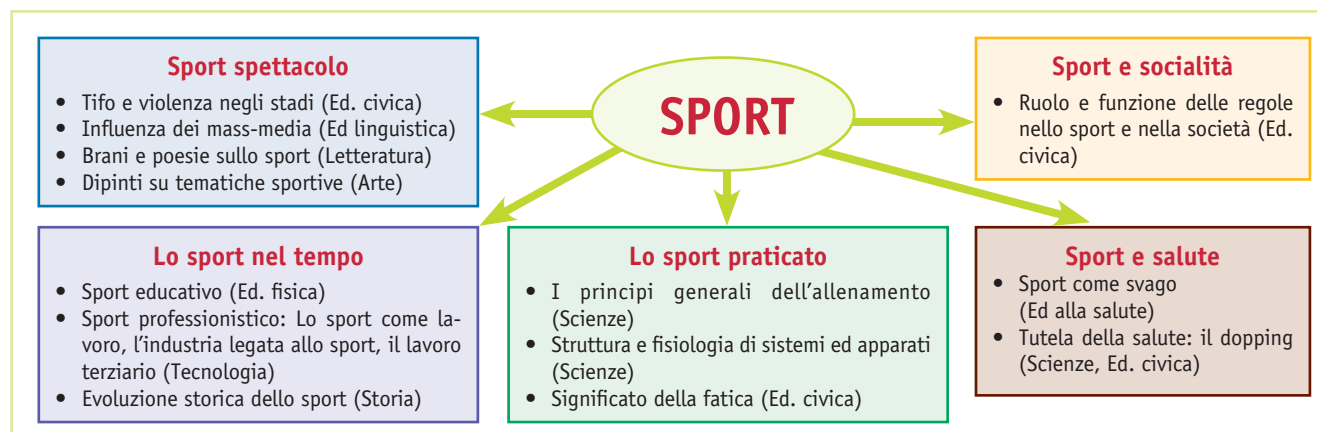 SPORT
Sport spettacolo
• Tifo e violenza negli stadi (Ed. civica)
• Influenza dei mass-media (Ed linguistica)
• Brani e poesie sullo sport (Letteratura)
• Dipinti su tematiche sportive (Arte)
Sport e socialità
• Ruolo e funzione delle regole
nello sport e nella società (Ed.
civica)
Lo sport nel tempo
• Sport educativo (Ed. fisica)
• Sport professionistico: Lo sport come la-
voro, l'industria legata allo sport, il lavoro
terziario (Tecnologia)
• Evoluzione storica dello sport (Storia)
Lo sport praticato
• I principi generali dell'allenamento
(Scienze)
• Struttura e fisiologia di sistemi ed apparati
(Scienze)
• Significato della fatica (Ed. civica)
Sport e salute
• Sport come svago
(Ed alla salute)
• Tutela della salute: il dopping
(Scienze, Ed. civica)